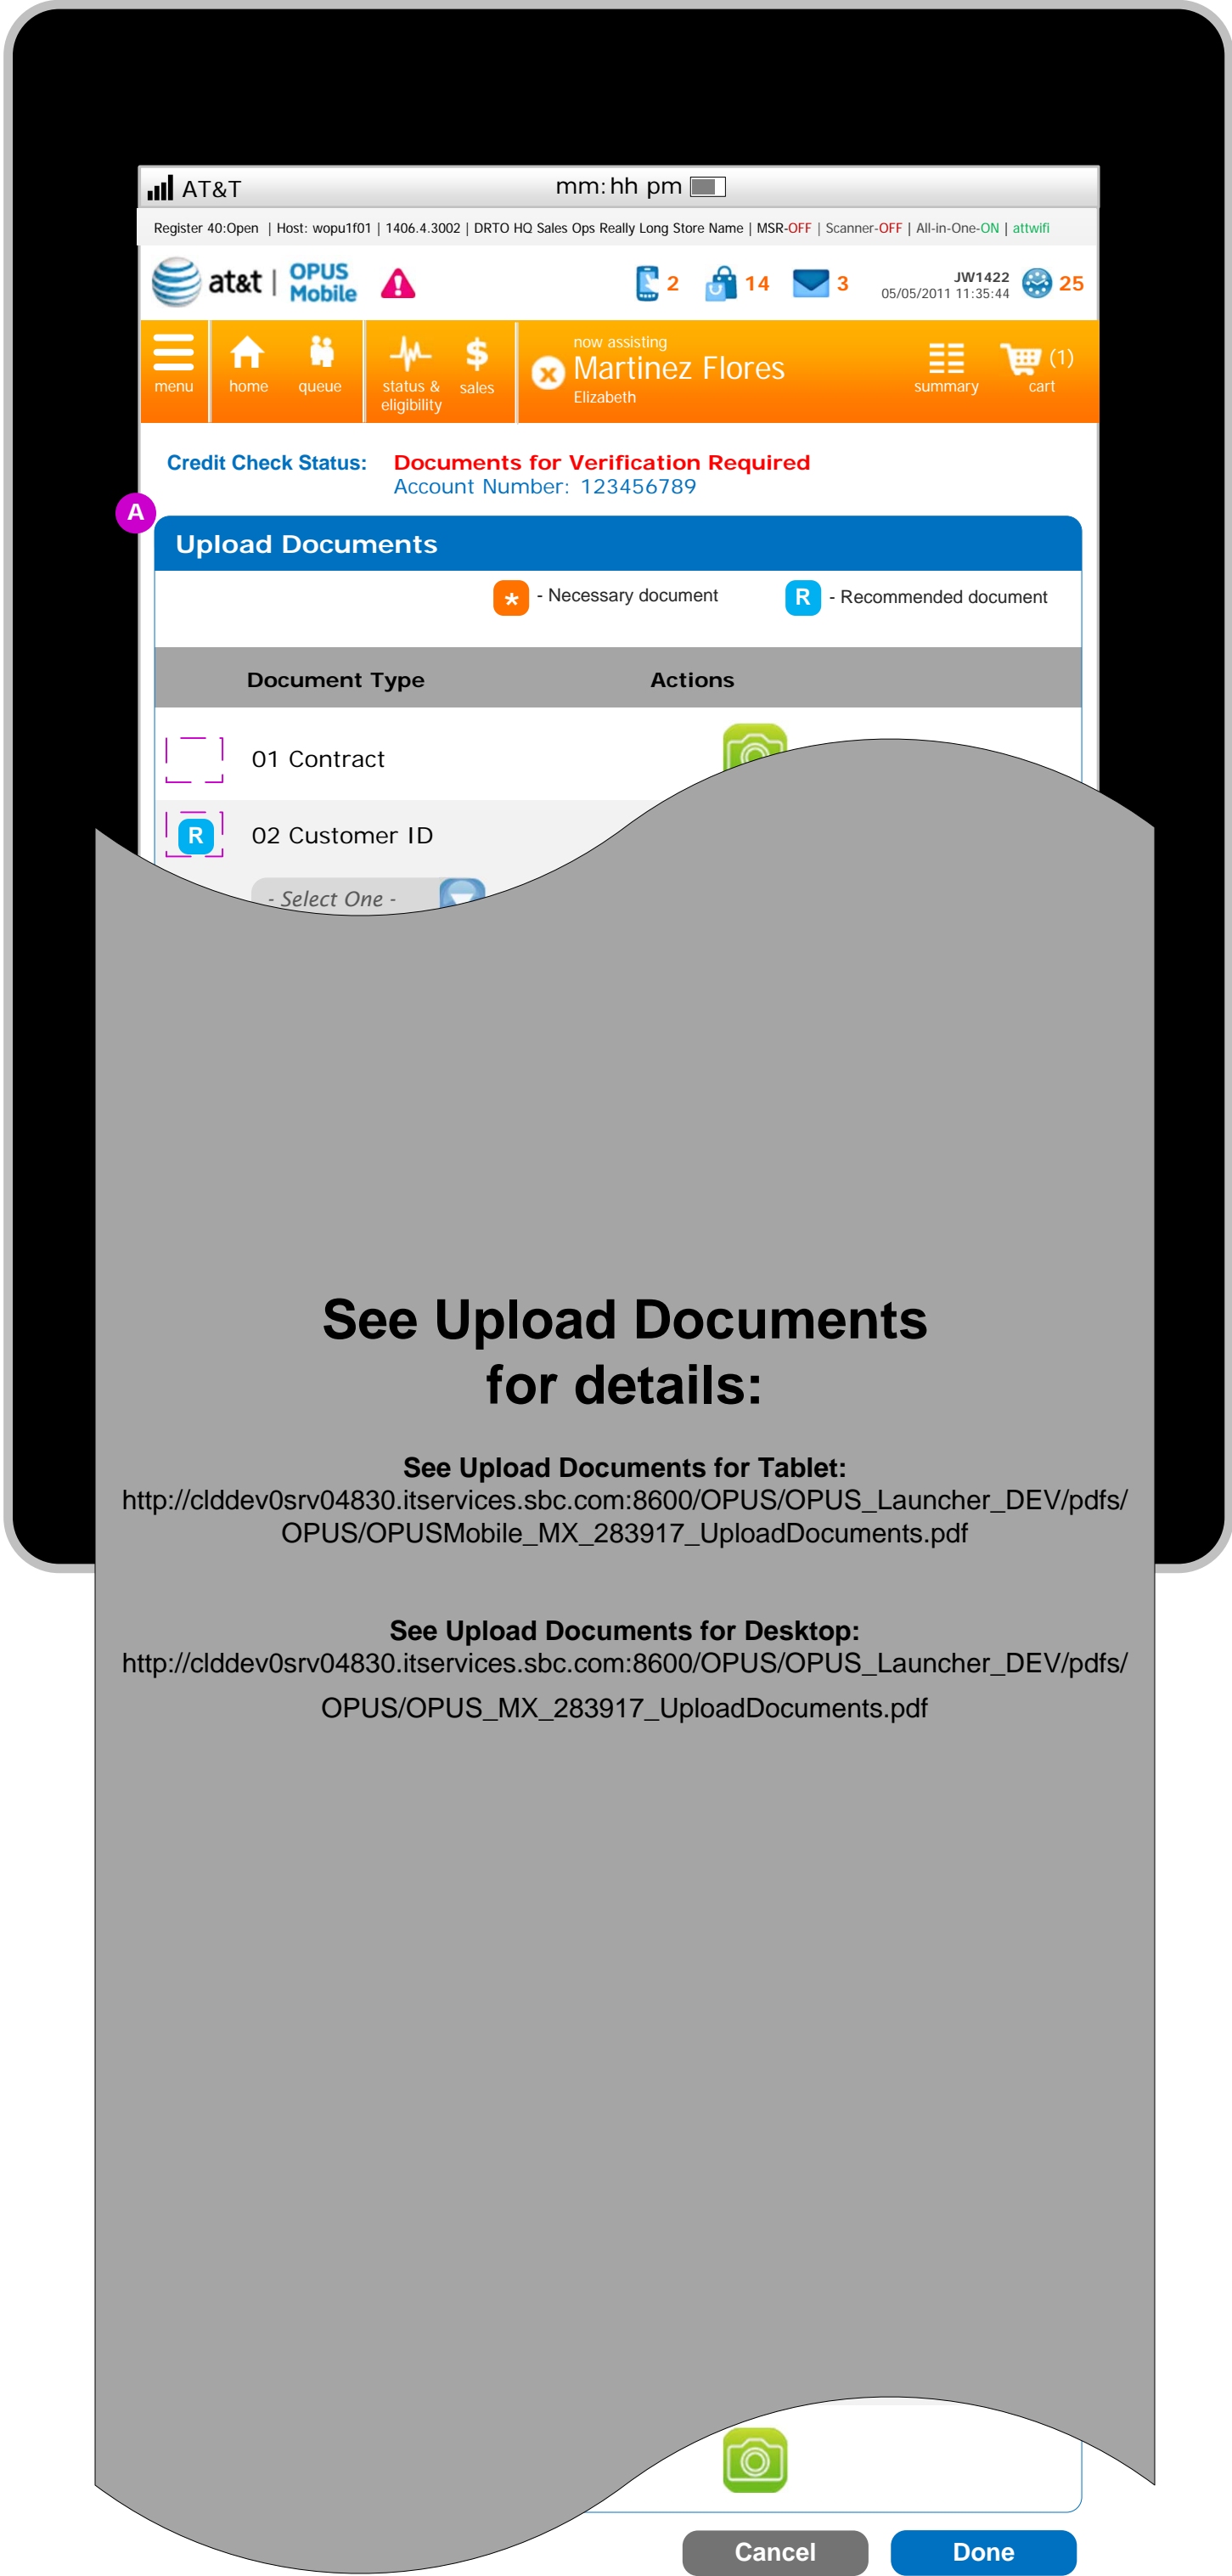 AT&T mm:hh pm
Register 40:Open | Host: wopu1f01 | 1406.4.3002 | DRTO HQ Sales Ops Really Long Store Name | MSR-OFF | Scanner-OFF | All-in-One-ON | attwifi
at&t | OPUS Mobile 2 14 3 JW1422 25
05/05/2011 11:35:44
now assisting
Martinez Flores (1)
menu home queue status & eligibility sales Elizabeth summary cart
Credit Check Status: Documents for Verification Required
Account Number: 123456789
A
Upload Documents
* - Necessary document R - Recommended document
Document Type Actions
01 Contract
R 02 Customer ID
- Select One -
See Upload Documents
for details:
See Upload Documents for Tablet:
http://clddev0srv04830.itservices.sbc.com:8600/OPUS/OPUS_Launcher_DEV/pdfs/
OPUS/OPUSMobile_MX_283917_UploadDocuments.pdf
See Upload Documents for Desktop:
http://clddev0srv04830.itservices.sbc.com:8600/OPUS/OPUS_Launcher_DEV/pdfs/
OPUS/OPUS_MX_283917_UploadDocuments.pdf
Cancel Done